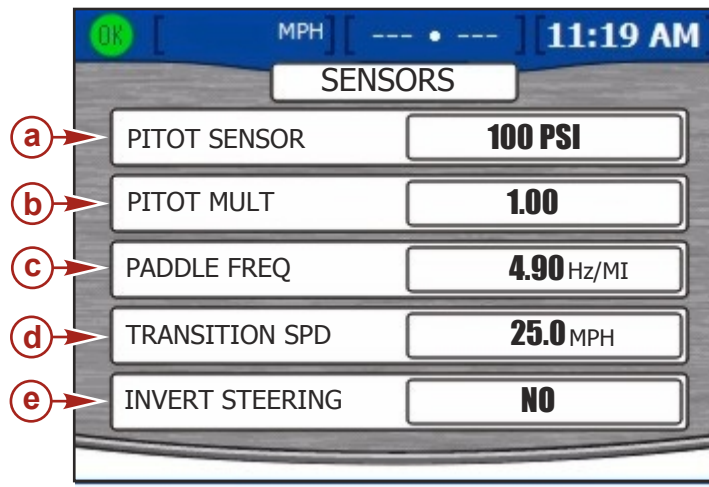 OK [ MPH ] [ --- • --- ] [ 11:19 AM
SENSORS
a PITOT SENSOR 100 PSI
b PITOT MULT 1.00
c PADDLE FREQ 4.90 Hz/MI
d TRANSITION SPD 25.0 MPH
e INVERT STEERING NO